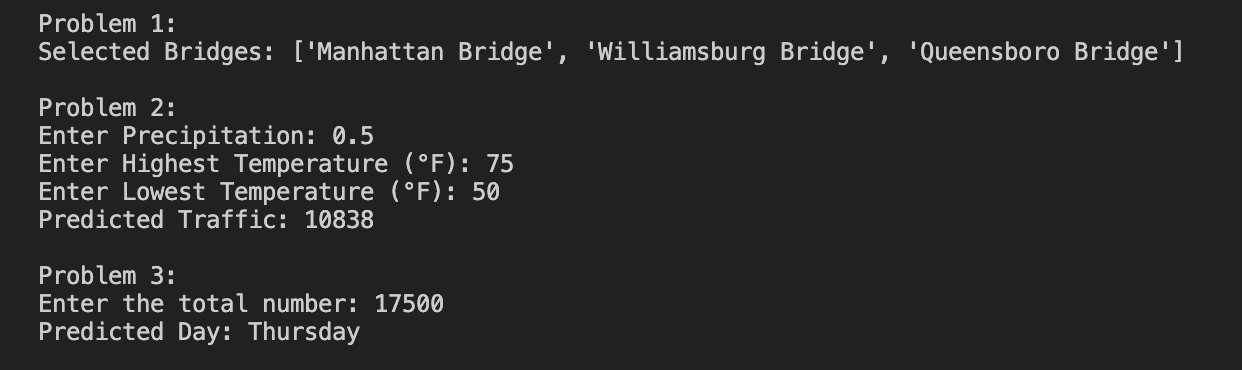 Problem 1:
Selected Bridges: ['Manhattan Bridge', 'Williamsburg Bridge', 'Queensboro Bridge']
Problem 2:
Enter Precipitation: 0.5
Enter Highest Temperature (°F): 75
Enter Lowest Temperature (°F): 50
Predicted Traffic: 10838
Problem 3:
Enter the total number: 17500
Predicted Day: Thursday